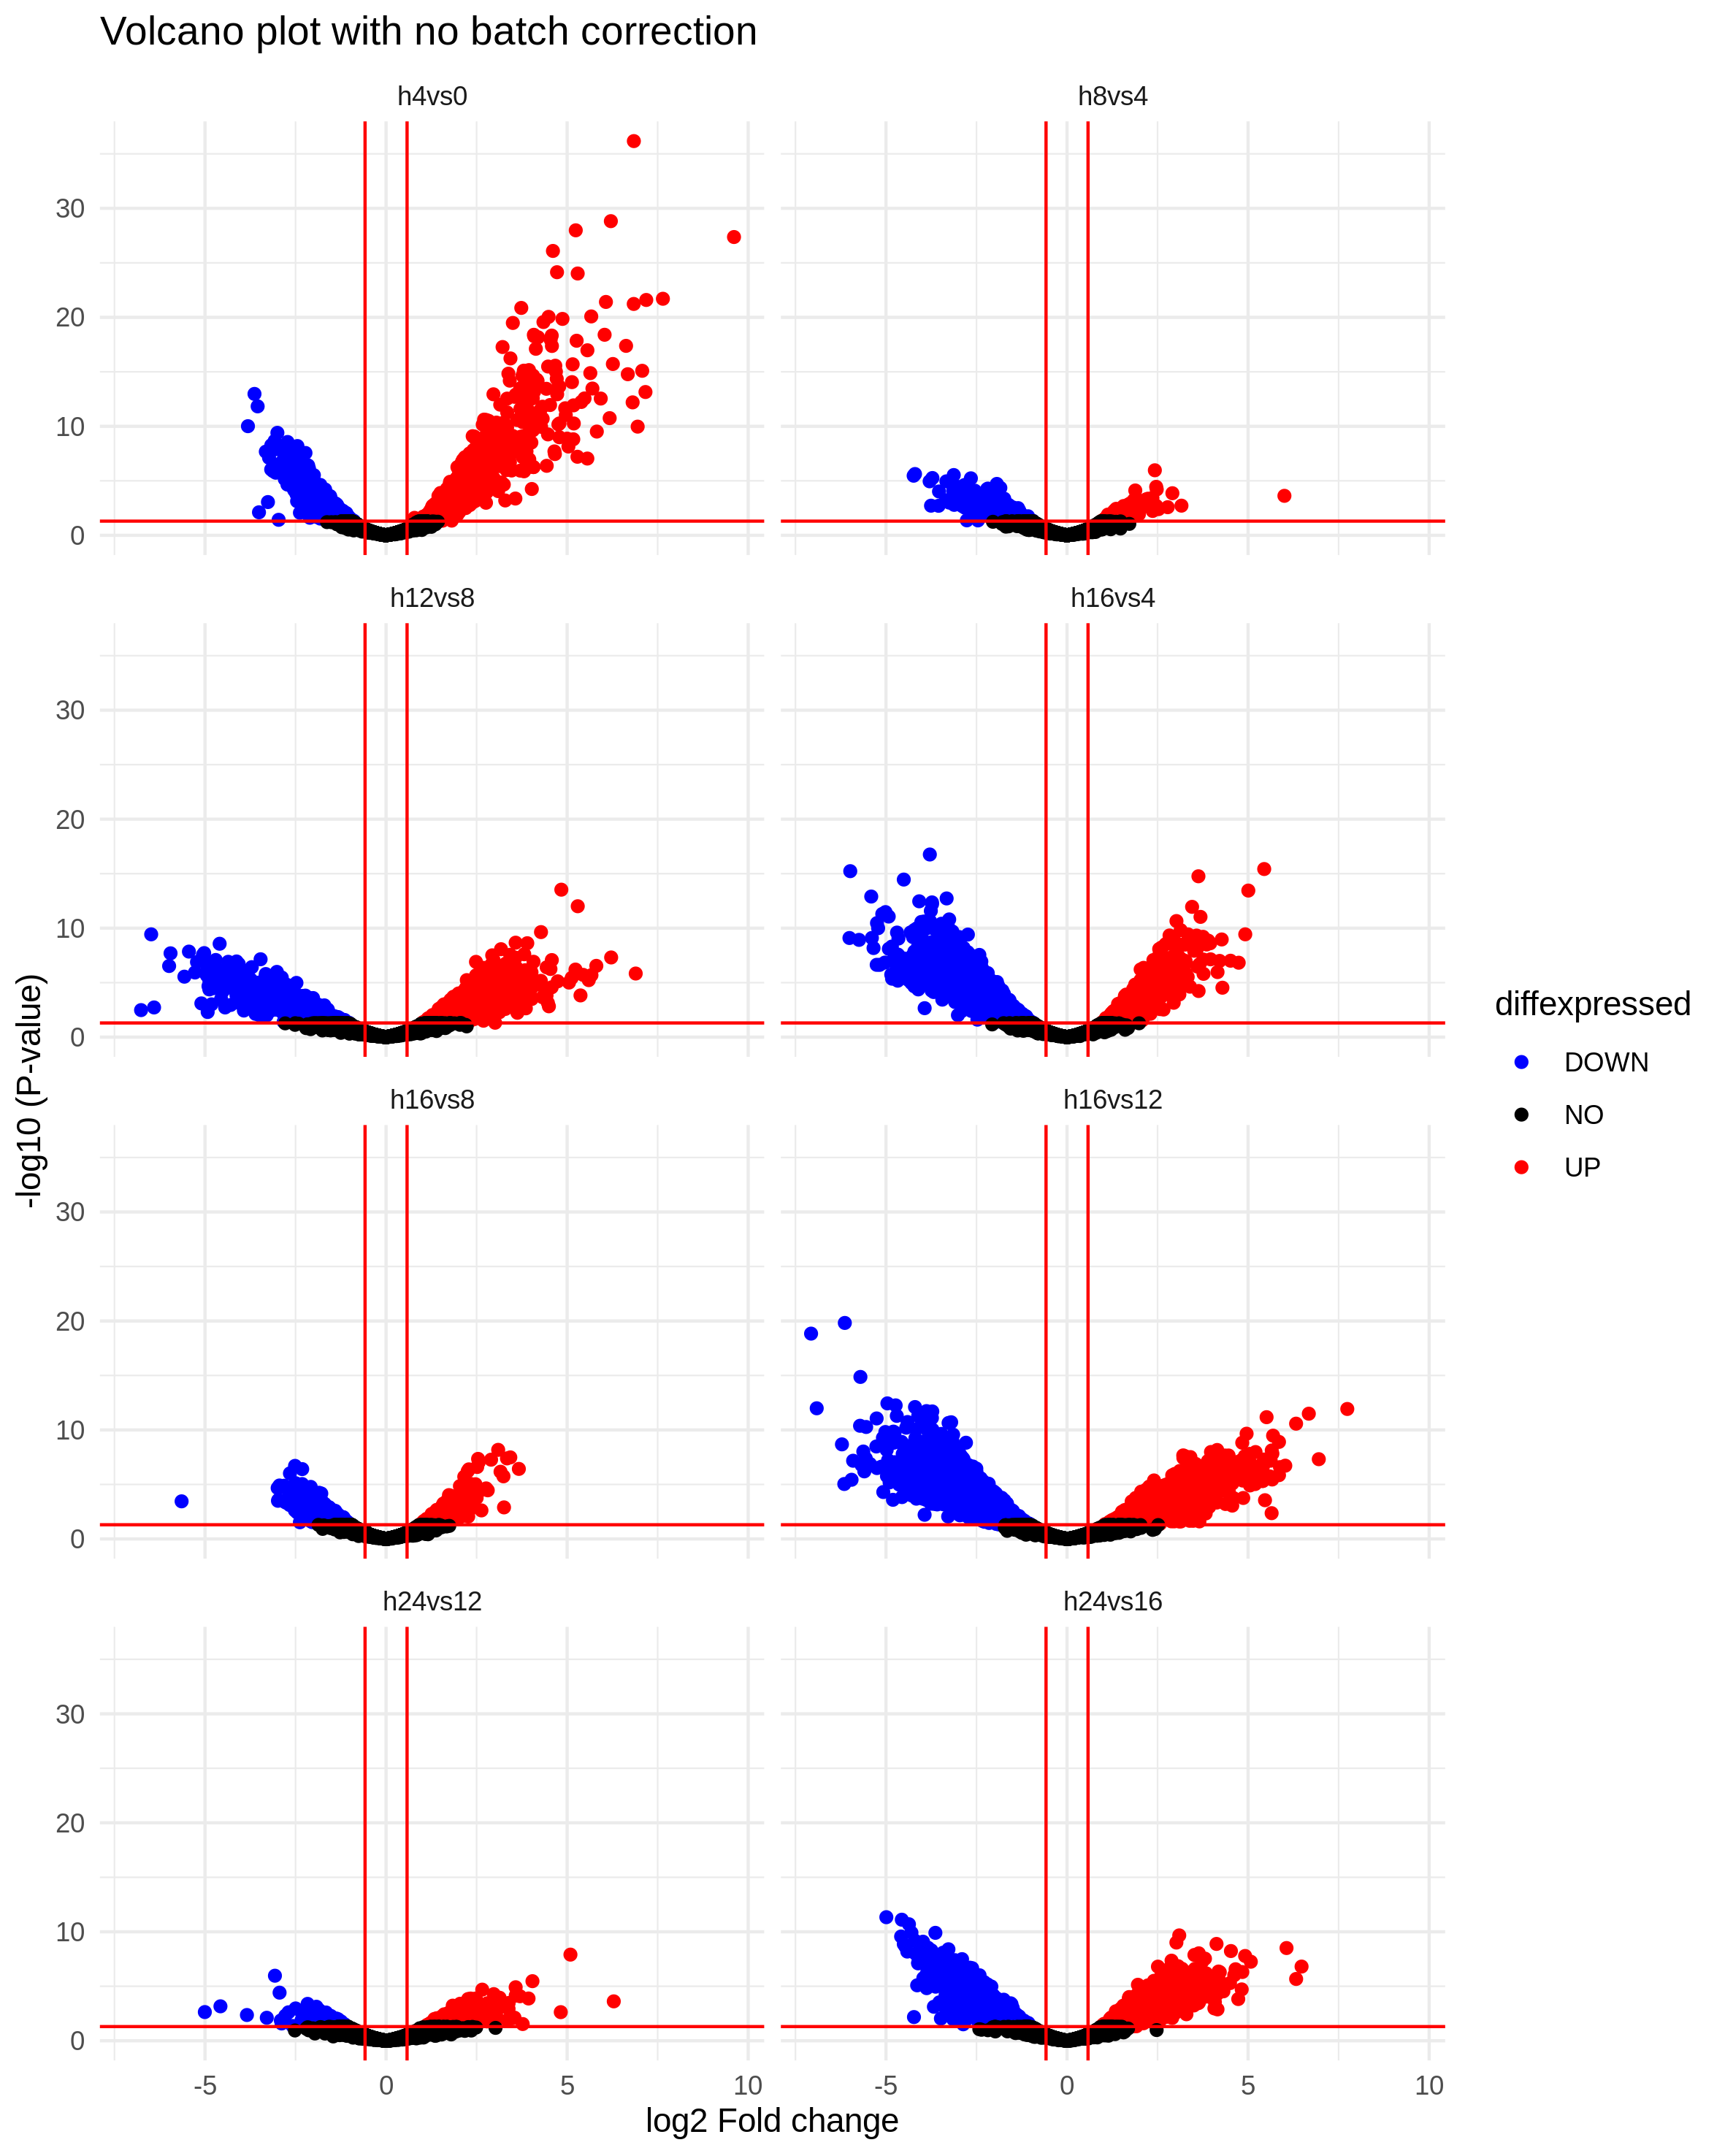 Volcano plot with no batch correction
h4vs0
h8vs4
30
20
10
0
h12vs8
h16vs4
30
20
10
0
h16vs8
h16vs12
30
20
10
0
h24vs12
h24vs16
30
20
10
0
-5
0
5
10
-5
0
5
10
log2 Fold change
-log10 (P-value)
diffexpressed
DOWN
NO
UP